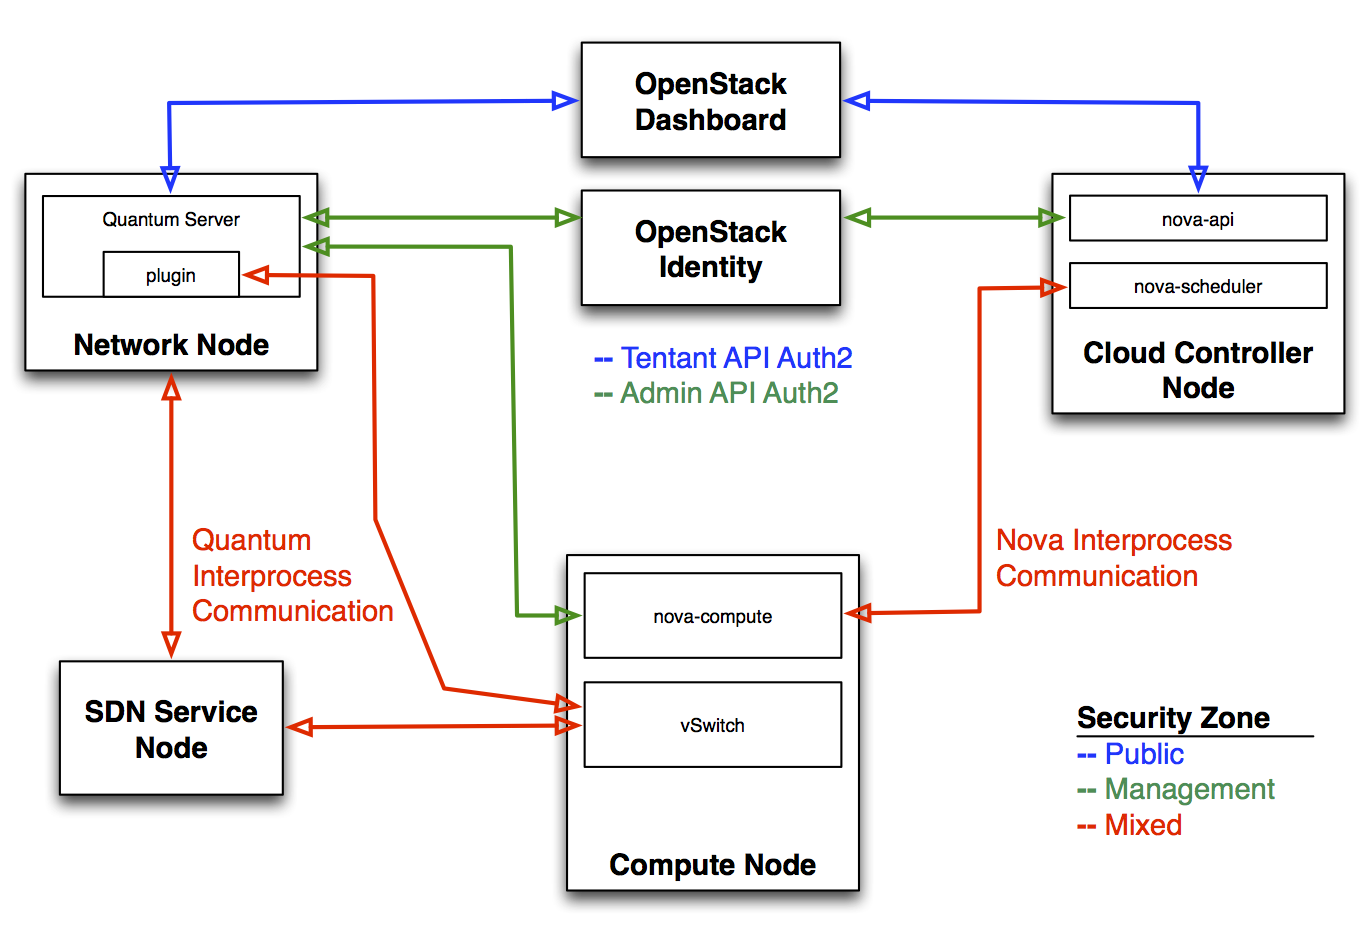 OpenStack
Dashboard
Quantum Server
plugin
Network Node
OpenStack
Identity
nova-api
nova-scheduler
Cloud Controller
Node
-- Tentant API Auth2
-- Admin API Auth2
Quantum
Interprocess
Communication
Nova Interprocess
Communication
nova-compute
vSwitch
Compute Node
SDN Service
Node
Security Zone
-- Public
-- Management
-- Mixed